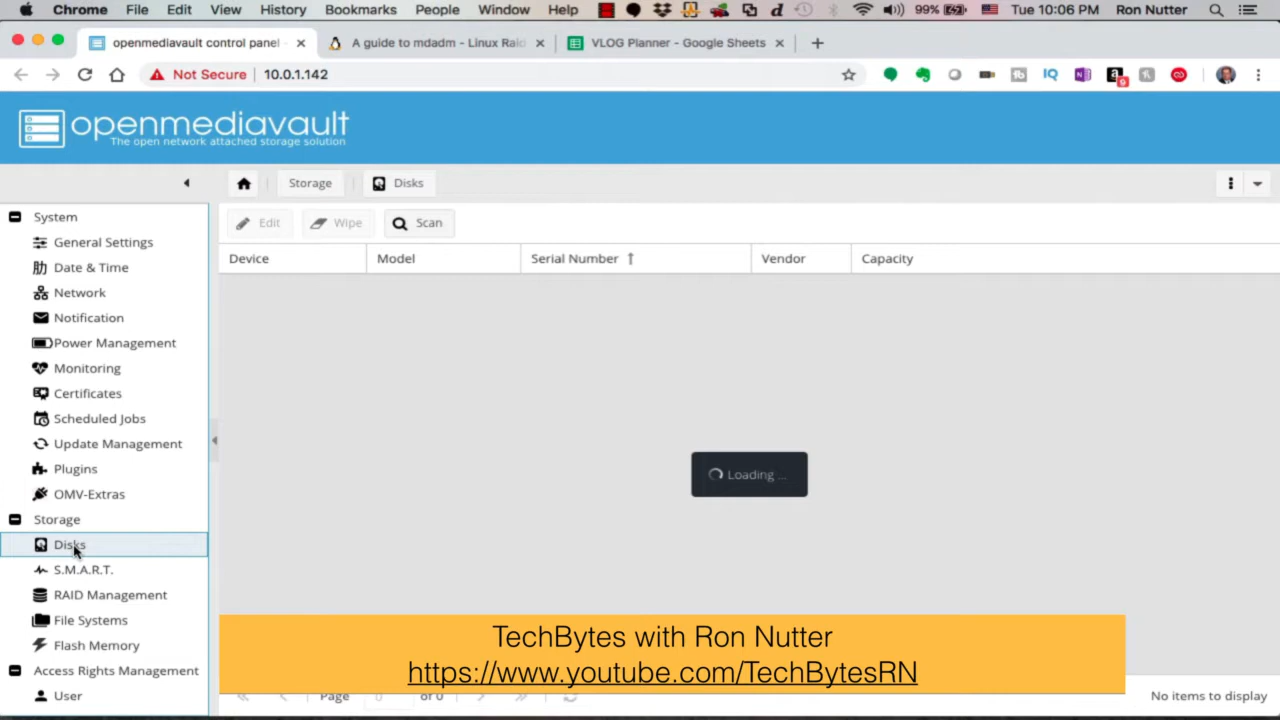 Chrome File Edit View History Bookmarks People Window Help 99% Tue 10:06 PM Ron Nutter
openmediavault control panel - A guide to mdadm - Linux Raid VLOG Planner - Google Sheets
Not Secure 10.0.1.142
openmediavault
The open network attached storage solution
Storage Disks
System
General Settings
Date & Time
Network
Notification
Power Management
Monitoring
Certificates
Scheduled Jobs
Update Management
Plugins
OMV-Extras
Storage
Disks
S.M.A.R.T.
RAID Management
File Systems
Flash Memory
Access Rights Management
User
Edit Wipe Scan
Device Model Serial Number Vendor Capacity
Loading ...
TechBytes with Ron Nutter
https://www.youtube.com/TechBytesRN
Page 0 of 0 No items to display